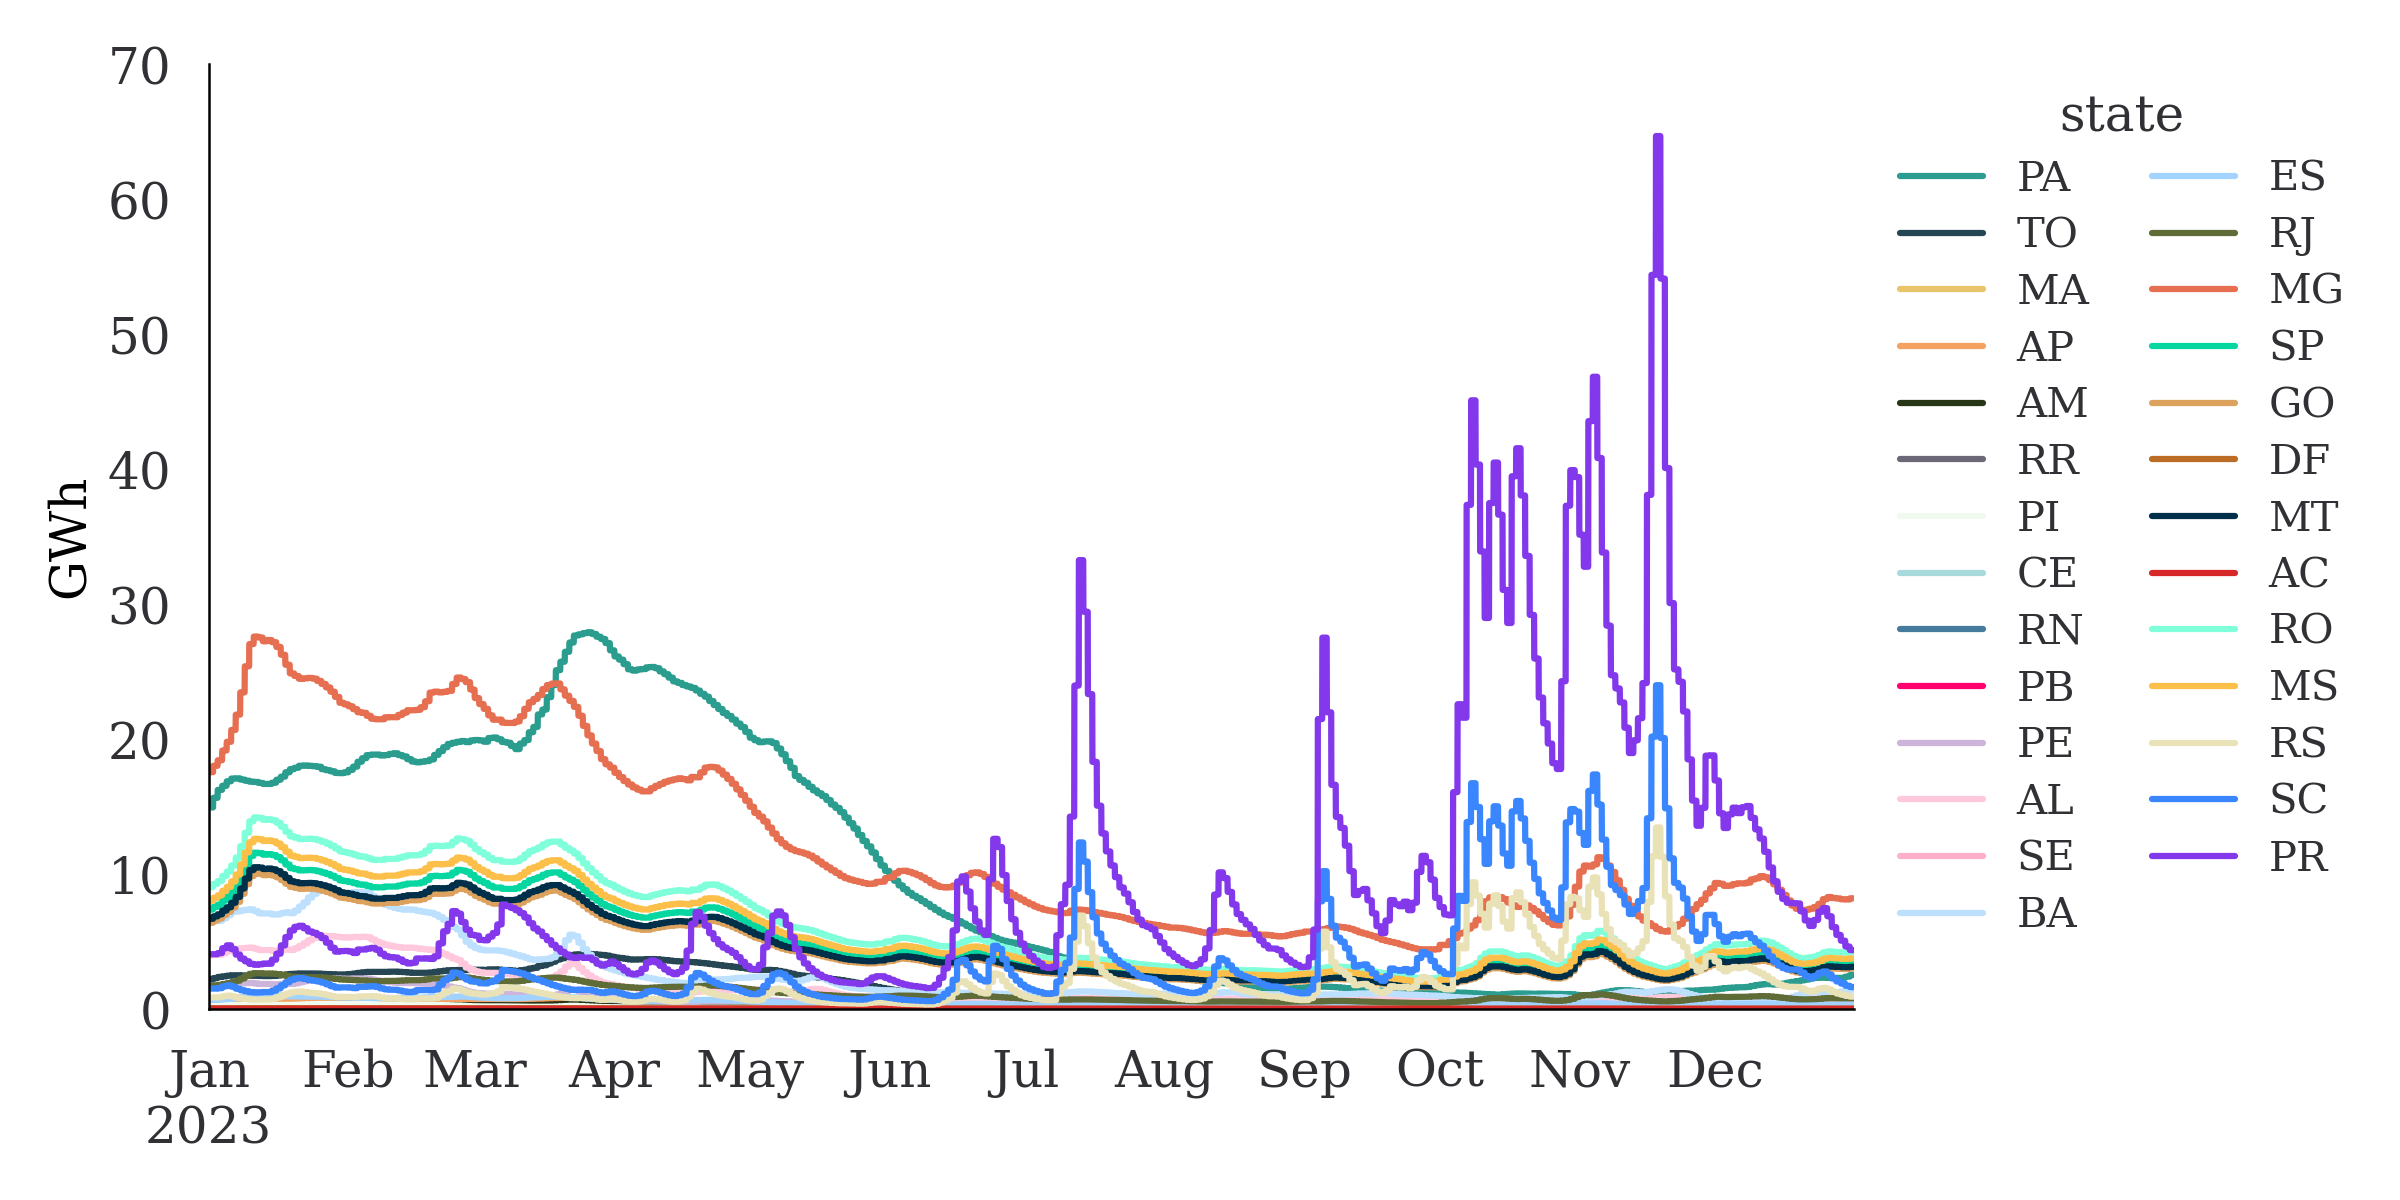 70
60
50
40
30
20
10
0
GWh
Jan Feb Mar Apr May Jun Jul Aug Sep Oct Nov Dec
2023
state
PA ES
TO RJ
MA MG
AP SP
AM GO
RR DF
PI MT
CE AC
RN RO
PB MS
PE RS
AL SC
SE PR
BA